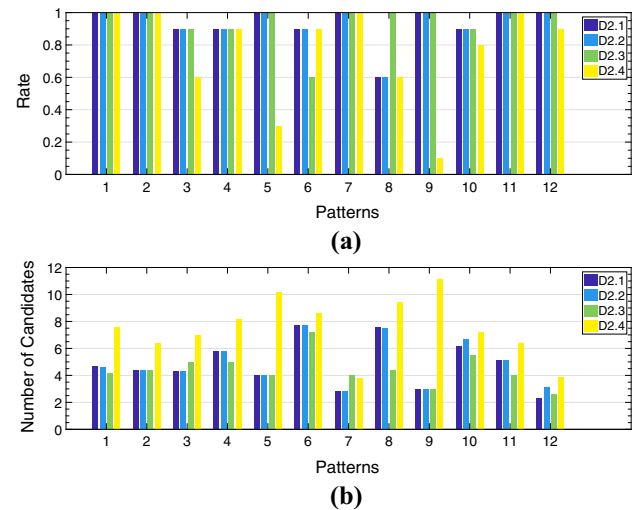 1
0.8
0.6
0.4
0.2
0
Rate
1 2 3 4 5 6 7 8 9 10 11 12
Patterns
D2.1
D2.2
D2.3
D2.4
(a)
12
10
8
6
4
2
0
Number of Candidates
1 2 3 4 5 6 7 8 9 10 11 12
Patterns
D2.1
D2.2
D2.3
D2.4
(b)